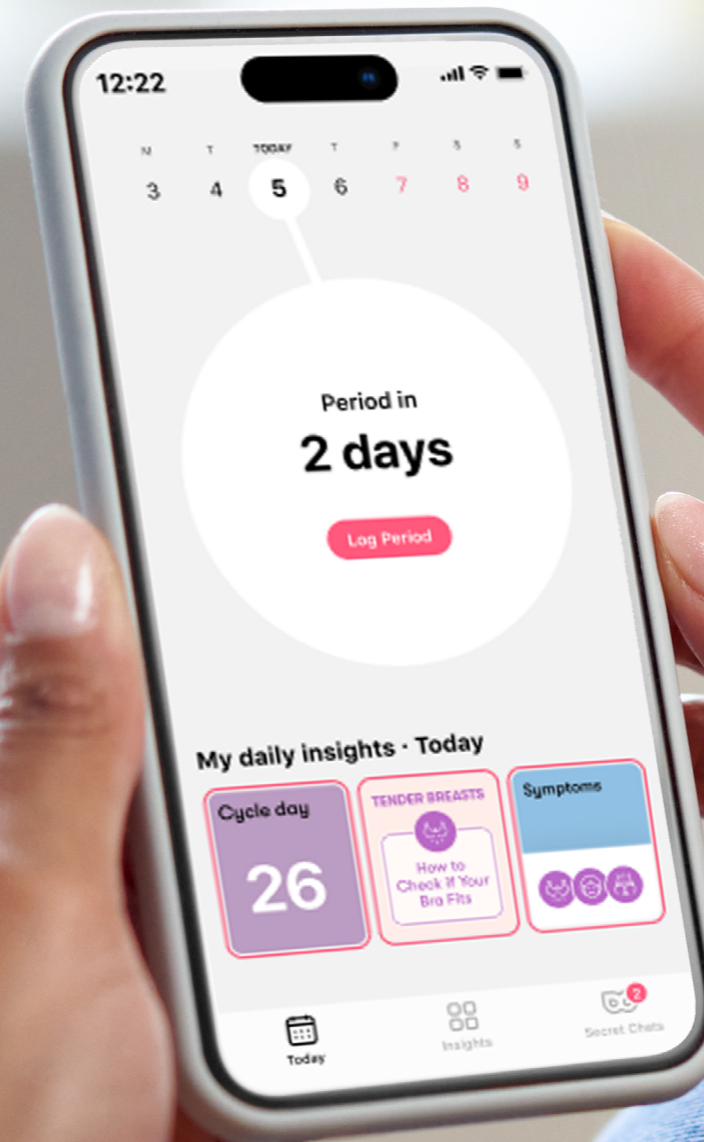 12:22
M T TODAY T F S S
3 4 5 6 7 8 9
Period in
2 days
Log Period
My daily insights · Today
Cycle day
26
TENDER BREASTS
How to
Check if Your
Bra Fits
Symptoms
2
Today
Insights
Secret Chats